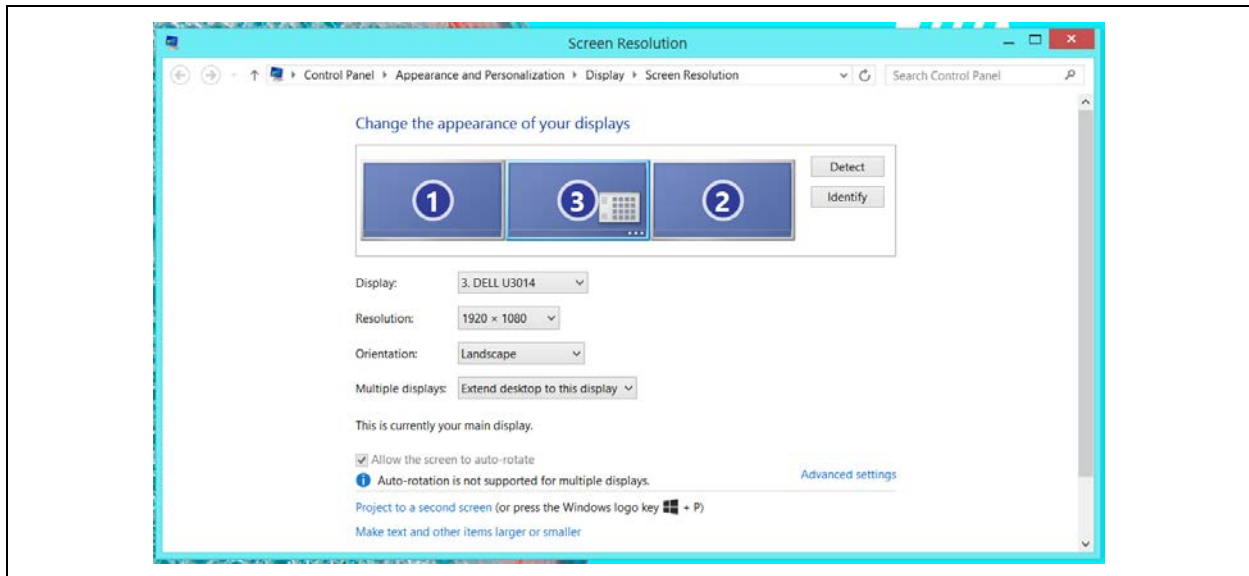 Screen Resolution
Control Panel Appearance and Personalization Display Screen Resolution Search Control Panel
Change the appearance of your displays
1 3 2
Detect
Identify
Display: 3. DELL U3014
Resolution: 1920 × 1080
Orientation: Landscape
Multiple displays: Extend desktop to this display
This is currently your main display.
Allow the screen to auto-rotate
Auto-rotation is not supported for multiple displays.
Advanced settings
Project to a second screen (or press the Windows logo key + P)
Make text and other items larger or smaller